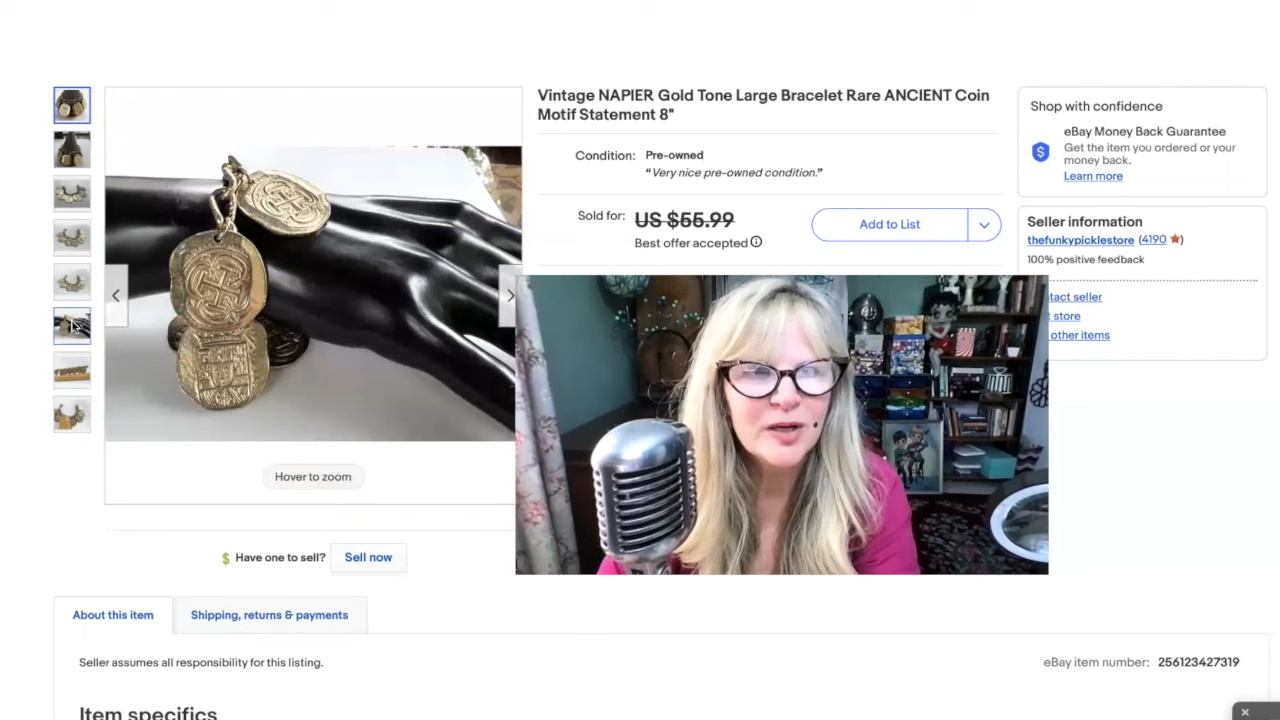 Vintage NAPIER Gold Tone Large Bracelet Rare ANCIENT Coin
Motif Statement 8"
Condition: Pre-owned
"Very nice pre-owned condition."
Sold for: US $55.99
Best offer accepted
Add to List
Hover to zoom
Have one to sell? Sell now
Shop with confidence
eBay Money Back Guarantee
Get the item you ordered or your
money back.
Learn more
Seller information
thefunkypicklestore (4190)
100% positive feedback
tact seller
t store
other items
About this item
Shipping, returns & payments
Seller assumes all responsibility for this listing.
eBay item number: 256123427319
Item specifics